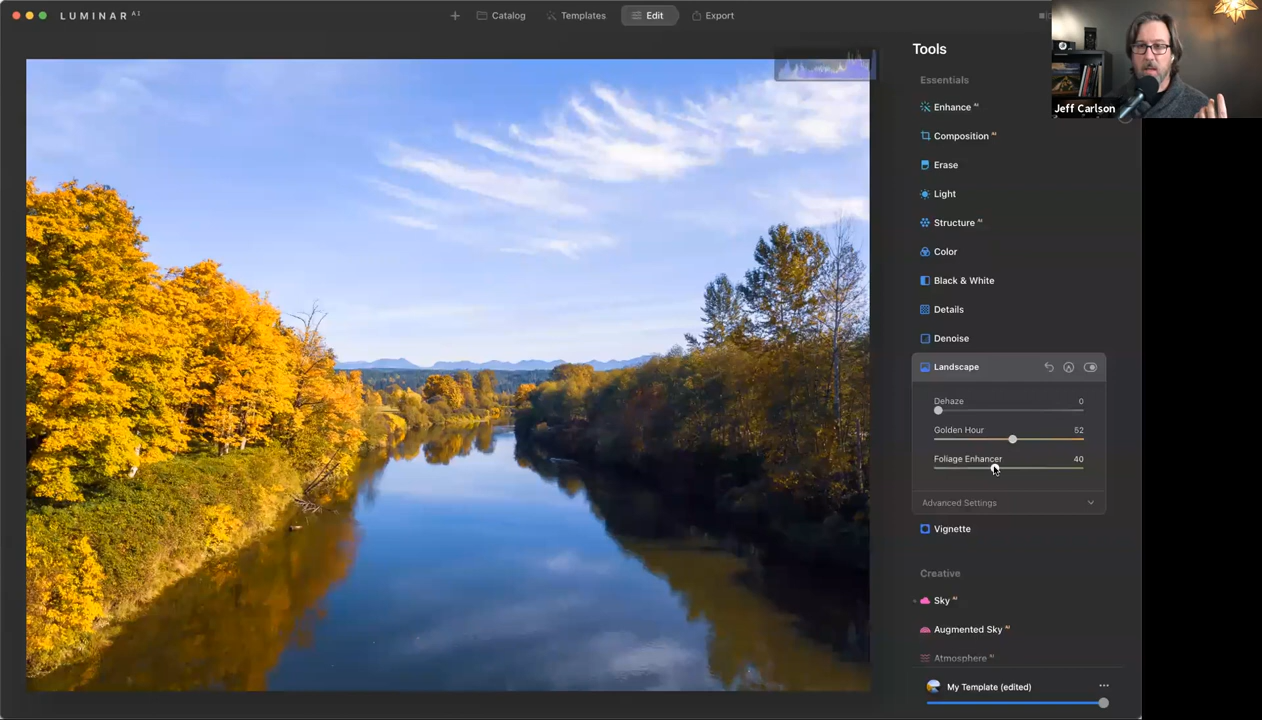 LUMINAR AI
Catalog
Templates
Edit
Export
Tools
Essentials
Enhance AI
Composition AI
Erase
Light
Structure AI
Color
Black & White
Details
Denoise
Landscape
Dehaze 0
Golden Hour 52
Foliage Enhancer 40
Advanced Settings
Vignette
Creative
Sky AI
Augmented Sky AI
Atmosphere AI
My Template (edited)
Jeff Carlson